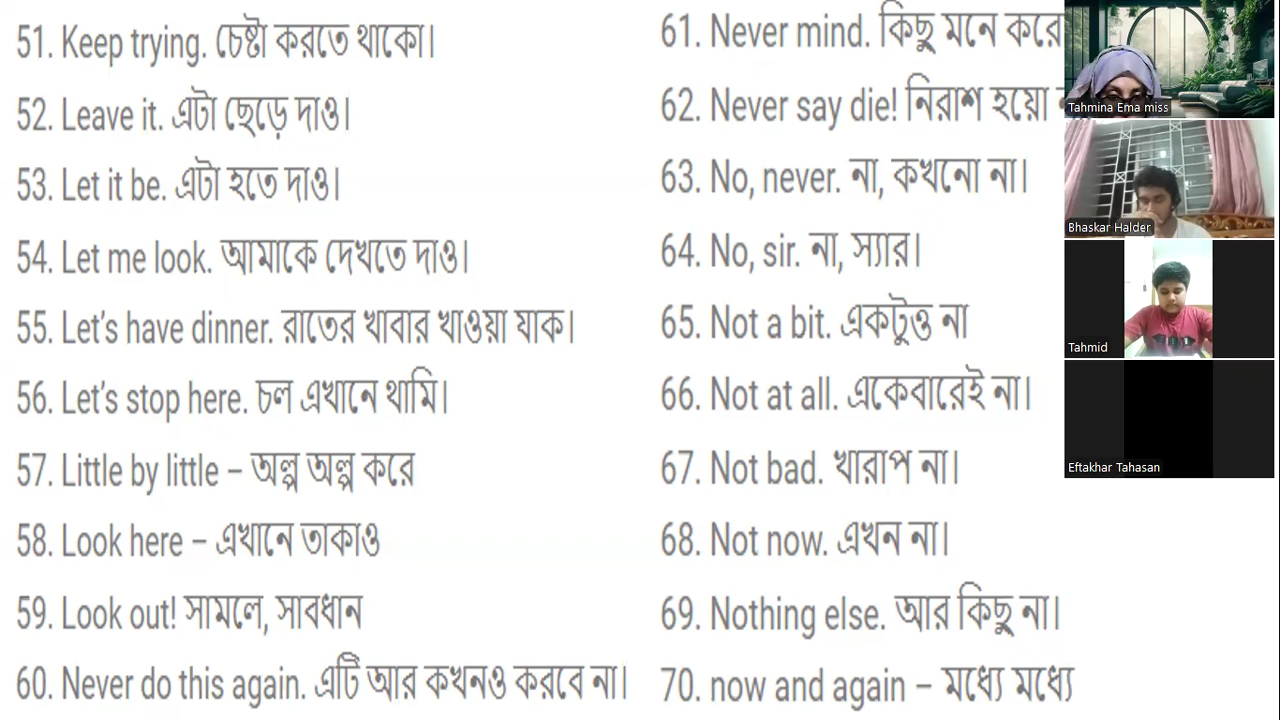 51. Keep trying. চেষ্টা করতে থাকো।
52. Leave it. এটা ছেড়ে দাও।
53. Let it be. এটা হতে দাও।
54. Let me look. আমাকে দেখতে দাও।
55. Let's have dinner. রাতের খাবার খাওয়া যাক।
56. Let's stop here. চল এখানে থামি।
57. Little by little – অল্প অল্প করে
58. Look here – এখানে তাকাও
59. Look out! সামলে, সাবধান
60. Never do this again. এটি আর কখনও করবে না।
61. Never mind. কিছু মনে করে
62. Never say die! নিরাশ হয়ো
63. No, never. না, কখনো না।
64. No, sir. না, স্যার।
65. Not a bit. একটুও না
66. Not at all. একেবারেই না।
67. Not bad. খারাপ না।
68. Not now. এখন না।
69. Nothing else. আর কিছু না।
70. now and again – মধ্যে মধ্যে
Tahmina Ema miss
Bhaskar Halder
Tahmid
Eftakhar Tahasan